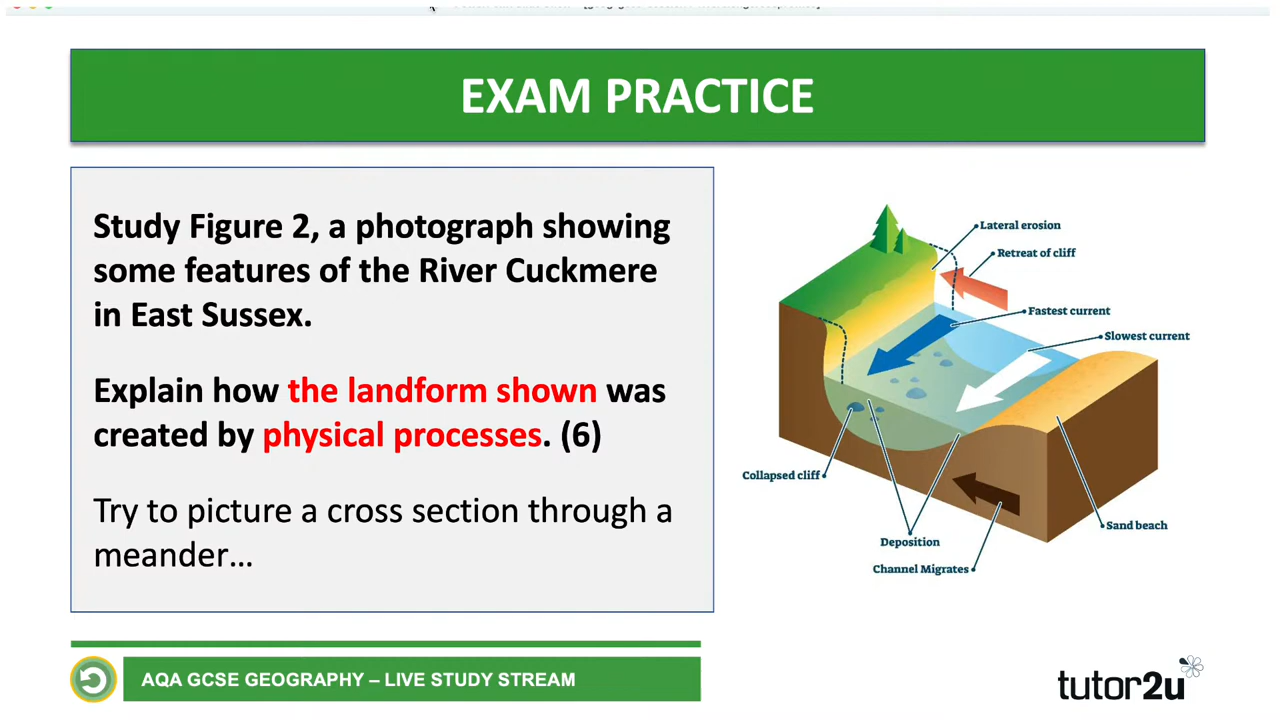 EXAM PRACTICE
Study Figure 2, a photograph showing
some features of the River Cuckmere
in East Sussex.
Explain how the landform shown was
created by physical processes. (6)
Try to picture a cross section through a
meander...
Lateral erosion
Retreat of cliff
Fastest current
Slowest current
Collapsed cliff
Sand beach
Deposition
Channel Migrates
AQA GCSE GEOGRAPHY – LIVE STUDY STREAM
tutor2u